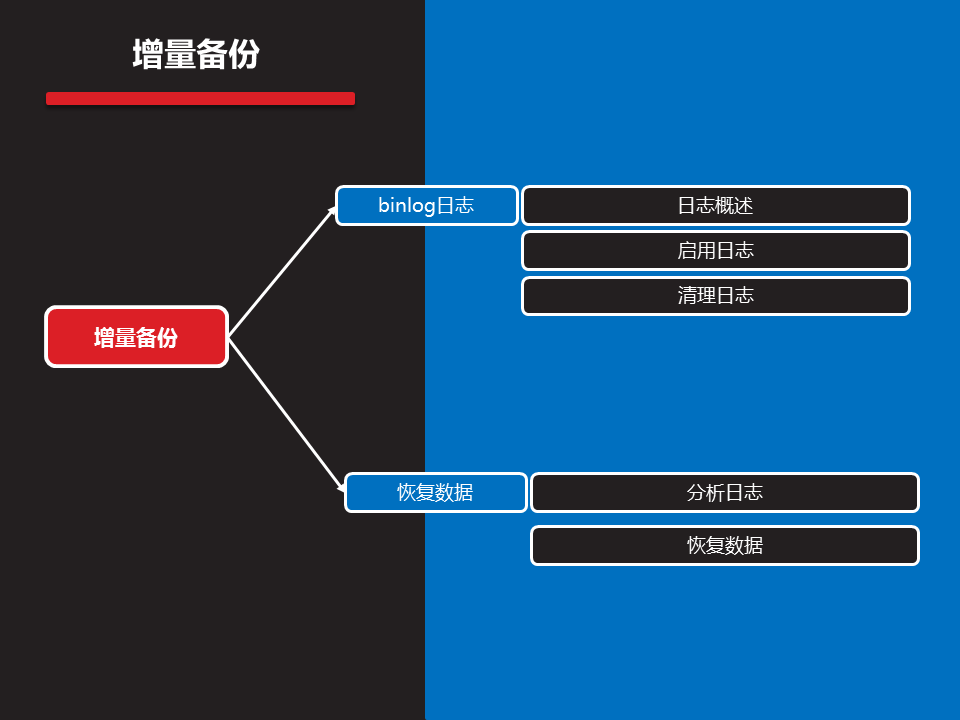 增量备份
binlog日志
日志概述
启用日志
清理日志
增量备份
恢复数据
分析日志
恢复数据